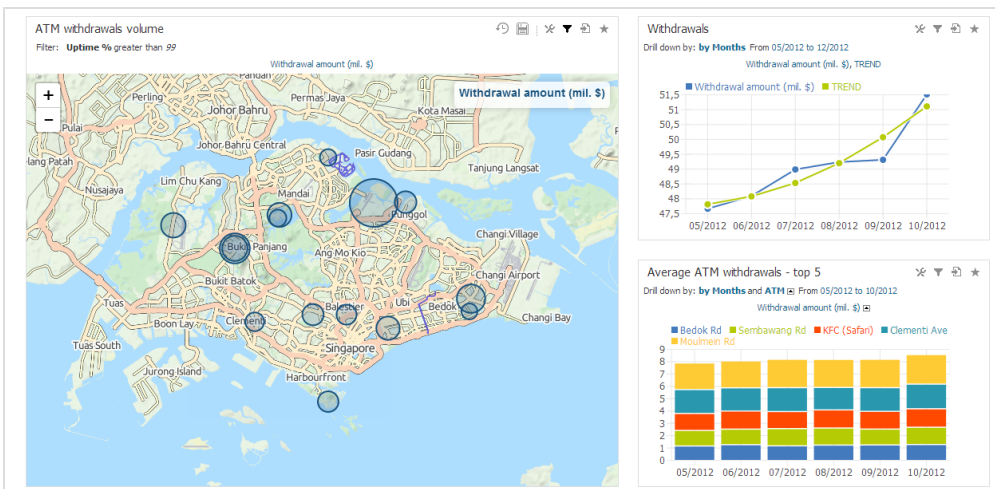 ATM withdrawals volume
Filter: Uptime % greater than 99
Withdrawal amount (mil. $)
+
−
Withdrawal amount (mil. $)
Pandan
Perling
Permas Jaya
Johor Bahru
Kota Masai
Pulai
Johor Bahru Central
Pasir Gudang
lang Patah
Tanjung Langsat
Lim Chu Kang
Nusajaya
Mandai
Punggol
Changi Village
Bukit Panjang
Ang Mo Kio
Changi Airport
Bukit Batok
Tuas
Ubi
Bedok
Balestier
Clementi
Boon Lay
Changi Bay
Tuas South
Singapore
Jurong Island
Harbourfront
Withdrawals
Drill down by: by Months From 05/2012 to 12/2012
Withdrawal amount (mil. $), TREND
Withdrawal amount (mil. $) TREND
51,5
51
50,5
50
49,5
49
48,5
48
47,5
05/2012 06/2012 07/2012 08/2012 09/2012 10/2012
Average ATM withdrawals - top 5
Drill down by: by Months and ATM From 05/2012 to 10/2012
Withdrawal amount (mil. $)
Bedok Rd Sembawang Rd KFC (Safari) Clementi Ave
Moulmein Rd
9
8
7
6
5
4
3
2
1
0
05/2012 06/2012 07/2012 08/2012 09/2012 10/2012